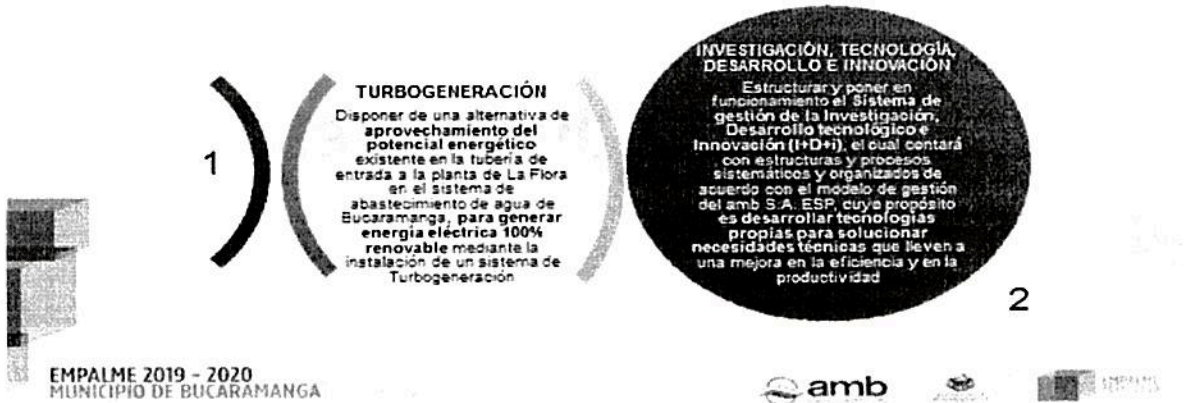 1
TURBOGENERACIÓN
Disponer de una alternativa de
aprovechamiento del
potencial energético
existente en la tubería de
entrada a la planta de La Flora
en el sistema de
abastecimiento de agua de
Bucaramanga, para generar
energía eléctrica 100%
renovable mediante la
instalación de un sistema de
Turbogeneración
INVESTIGACIÓN, TECNOLOGÍA,
DESARROLLO E INNOVACIÓN
Estructurar y poner en
funcionamiento el Sistema de
gestión de la Investigación,
Desarrollo tecnológico e
Innovación (I+D+i), el cual contará
con estructuras y procesos
sistemáticos y organizados de
acuerdo con el modelo de gestión
del amb S.A. ESP, cuyo propósito
es desarrollar tecnologías
propias para solucionar
necesidades técnicas que lleven a
una mejora en la eficiencia y en la
productividad
2
EMPALME 2019 - 2020
MUNICIPIO DE BUCARAMANGA
amb